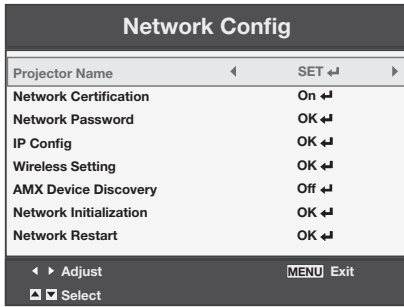 Network Config
Projector Name SET
Network Certification On
Network Password OK
IP Config OK
Wireless Setting OK
AMX Device Discovery Off
Network Initialization OK
Network Restart OK
Adjust MENU Exit
Select